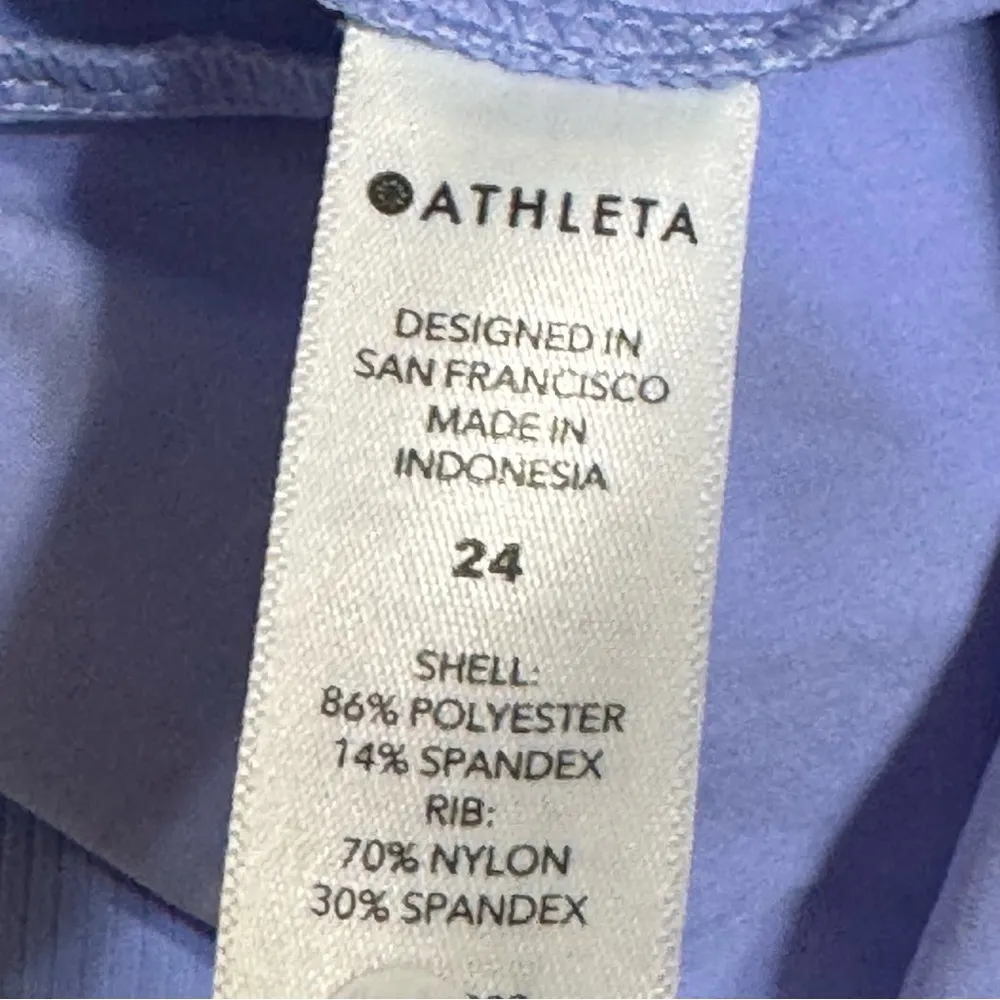 ATHLETA
DESIGNED IN
SAN FRANCISCO
MADE IN
INDONESIA
24
SHELL:
86% POLYESTER
14% SPANDEX
RIB:
70% NYLON
30% SPANDEX